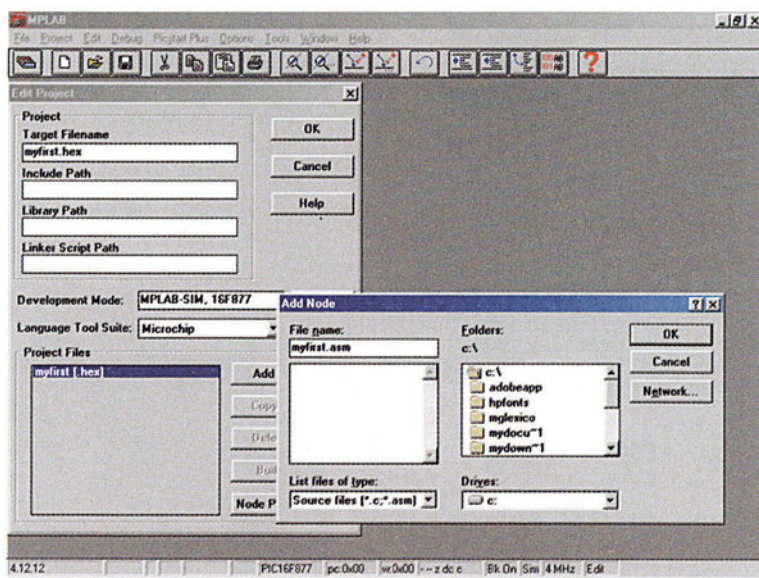 MPLAB
File Project Edit Debug Picstart Plus Options Tools Window Help
Edit Project
Project
Target Filename
myfirst.hex
Include Path
Library Path
Linker Script Path
OK
Cancel
Help
Development Mode: MPLAB-SIM, 16F877
Language Tool Suite: Microchip
Project Files
myfirst [.hex]
Add
Copy
Dele
Buil
Node P
Add Node
File name:
myfirst.asm
List files of type:
Source files (*.c;*.asm)
Folders:
c:\
c:\
adobeapp
hpfonts
mglexico
mydocu~1
mydown~1
Drives:
c:
OK
Cancel
Network...
4.12.12 PIC16F877 pc:0x00 w:0x00 -- z dc c Bk On Sim 4 MHz Edit